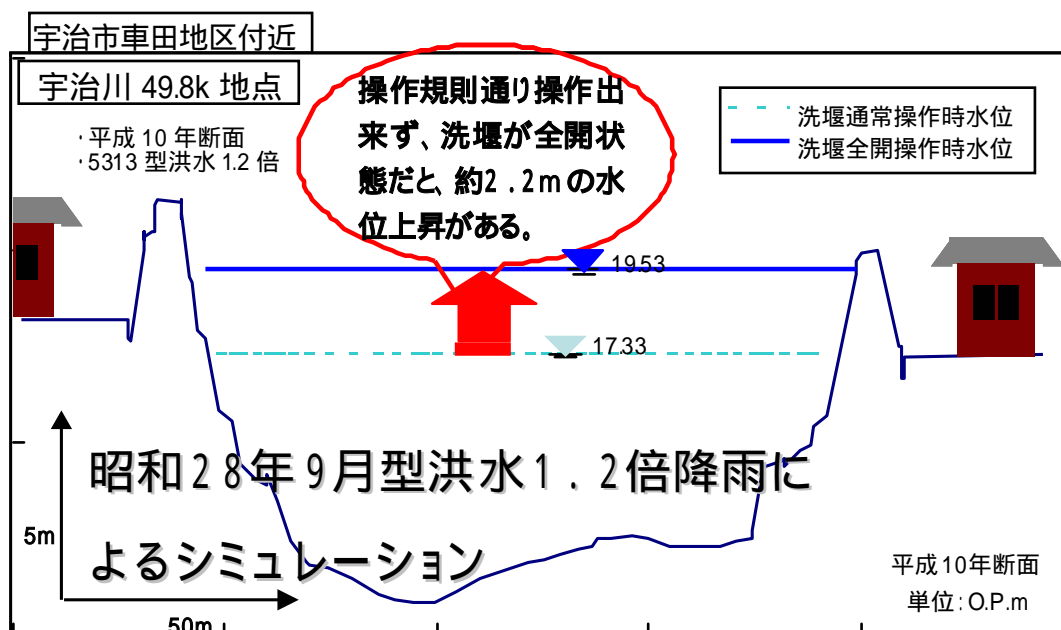 宇治市車田地区付近
宇治川 49.8k 地点
・平成 10 年断面
・5313 型洪水 1.2 倍
操作規則通り操作出
来ず、洗堰が全開状
態だと、約2.2mの水
位上昇がある。
洗堰通常操作時水位
洗堰全開操作時水位
19.53
17.33
昭和28年9月型洪水1.2倍降雨に
よるシミュレーション
5m
50m
平成10年断面
単位:O.P.m